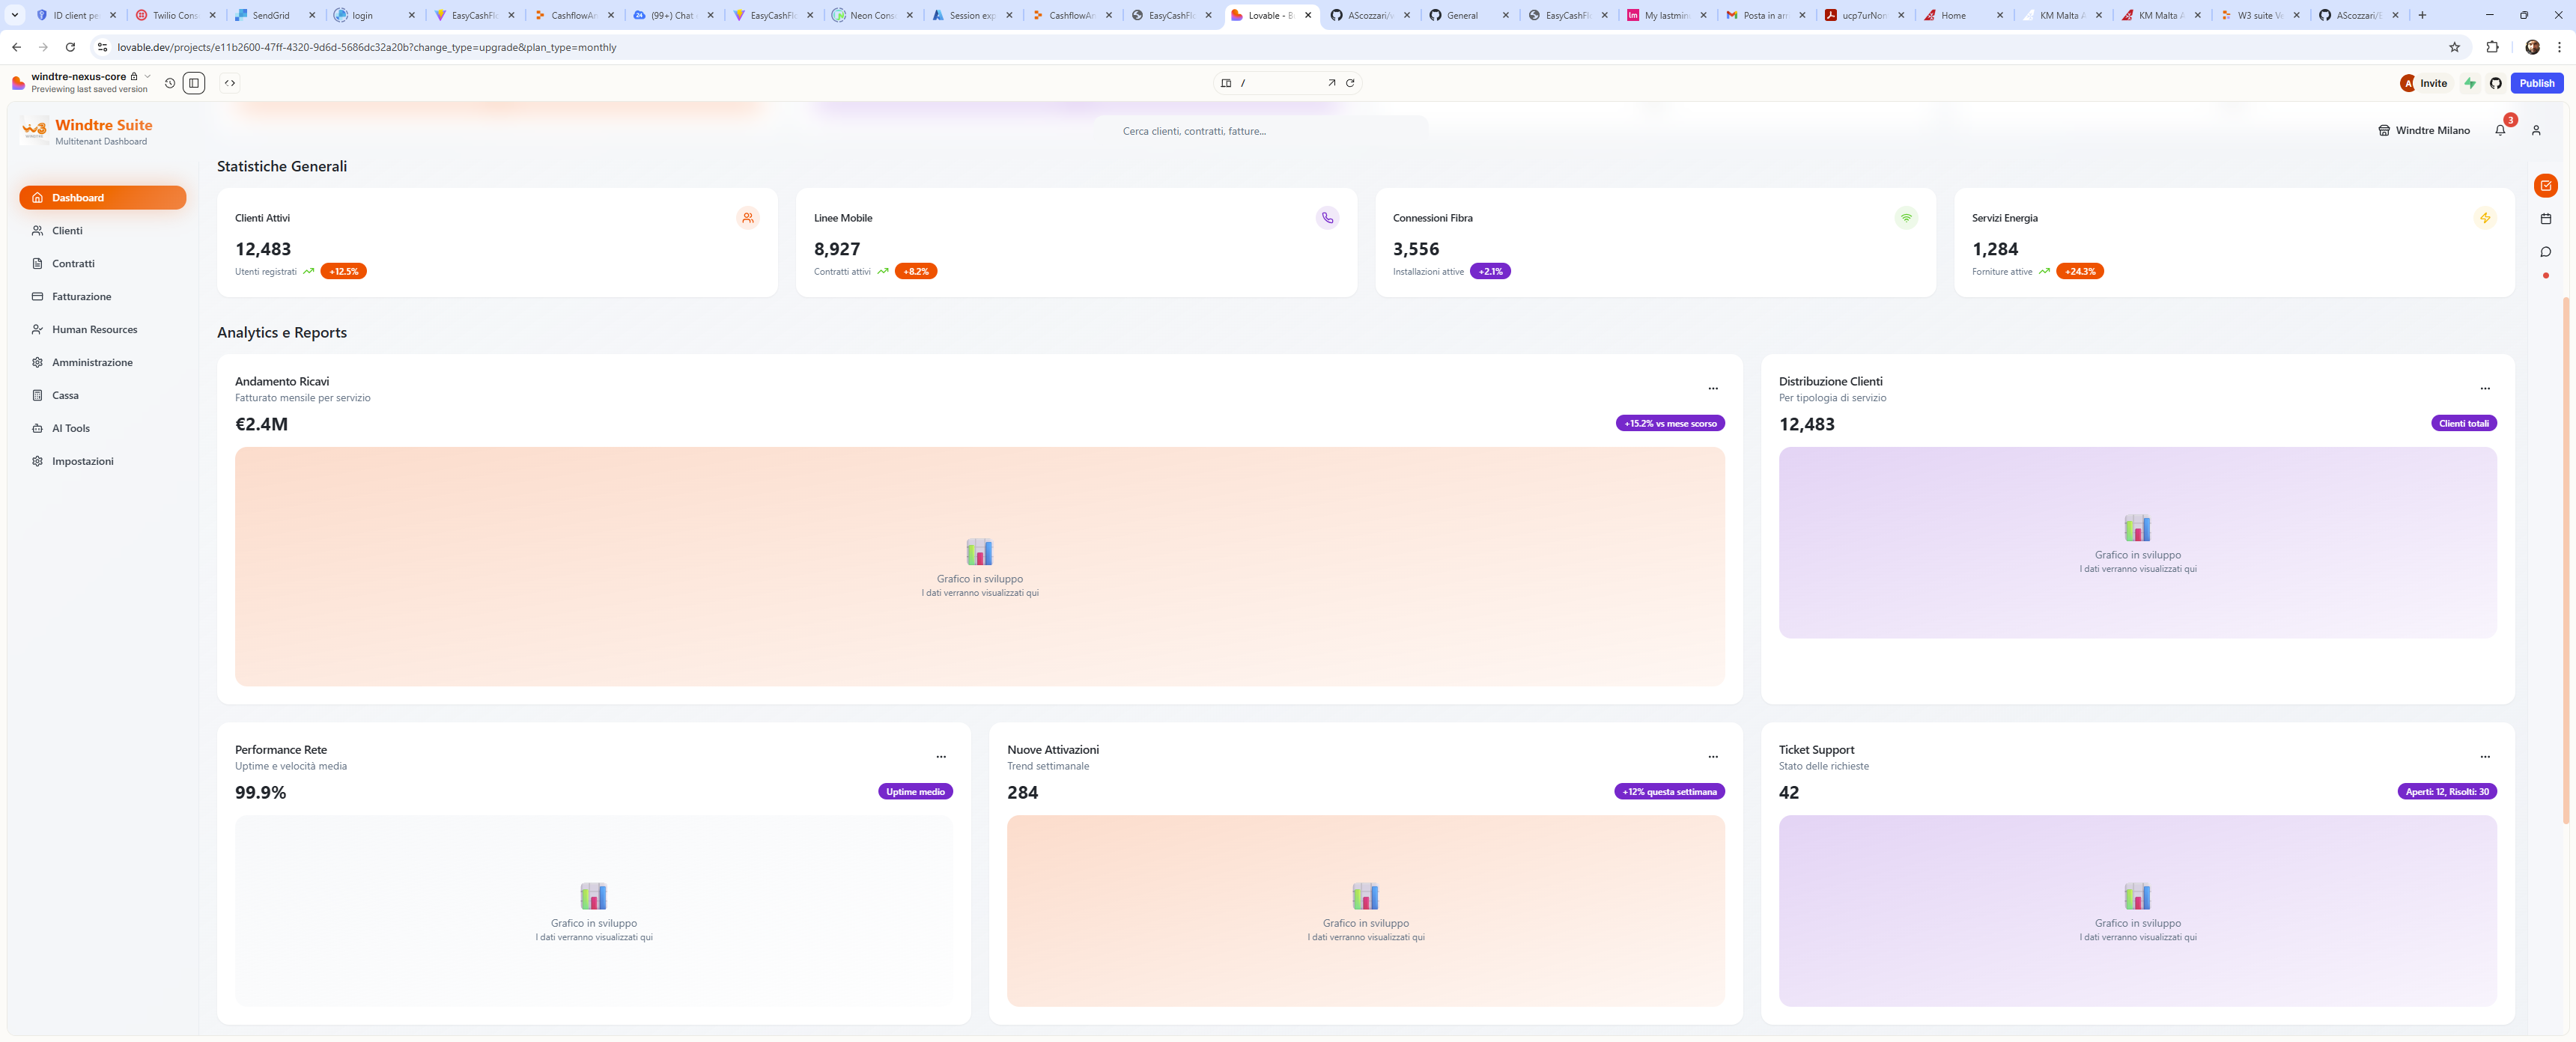 ID client pe
Twilio Cons
SendGrid
login
EasyCashFlo
CashflowAn
(99+) Chat
EasyCashFlo
Neon Cons
Session exp
CashflowAn
EasyCashFlo
Lovable - B
AScozzari/
General
EasyCashFl
My lastmin
Posta in arr
ucp7urNon
Home
KM Malta A
KM Malta A
W3 suite Ve
AScozzari/
lovable.dev/projects/e11b2600-47ff-4320-9d6d-5686dc32a20b?change_type=upgrade&plan_type=monthly
windtre-nexus-core
Previewing last saved version
/
A
Invite
Publish
Windtre Suite
Multitenant Dashboard
Cerca clienti, contratti, fatture...
Windtre Milano
3
Dashboard
Clienti
Contratti
Fatturazione
Human Resources
Amministrazione
Cassa
AI Tools
Impostazioni
Statistiche Generali
Clienti Attivi
12,483
Utenti registrati +12.5%
Linee Mobile
8,927
Contratti attivi +8.2%
Connessioni Fibra
3,556
Installazioni attive +2.1%
Servizi Energia
1,284
Forniture attive +24.3%
Analytics e Reports
Andamento Ricavi
Fatturato mensile per servizio
€2.4M
+15.2% vs mese scorso
Grafico in sviluppo
I dati verranno visualizzati qui
Distribuzione Clienti
Per tipologia di servizio
12,483
Clienti totali
Grafico in sviluppo
I dati verranno visualizzati qui
Performance Rete
Uptime e velocità media
99.9%
Uptime medio
Grafico in sviluppo
I dati verranno visualizzati qui
Nuove Attivazioni
Trend settimanale
284
+12% questa settimana
Grafico in sviluppo
I dati verranno visualizzati qui
Ticket Support
Stato delle richieste
42
Aperti: 12, Risolti: 30
Grafico in sviluppo
I dati verranno visualizzati qui